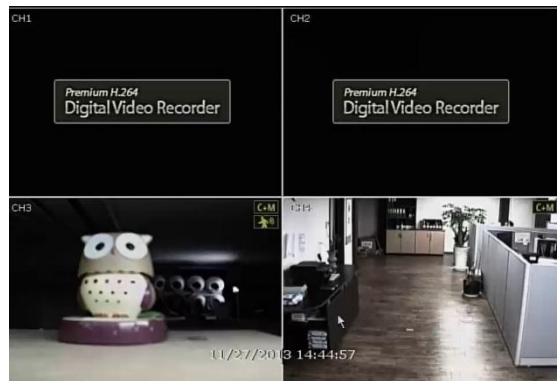 CH1
CH2
Premium H.264
Digital Video Recorder
Premium H.264
Digital Video Recorder
CH3
C+M
CH4
C+M
11/27/2013 14:44:57